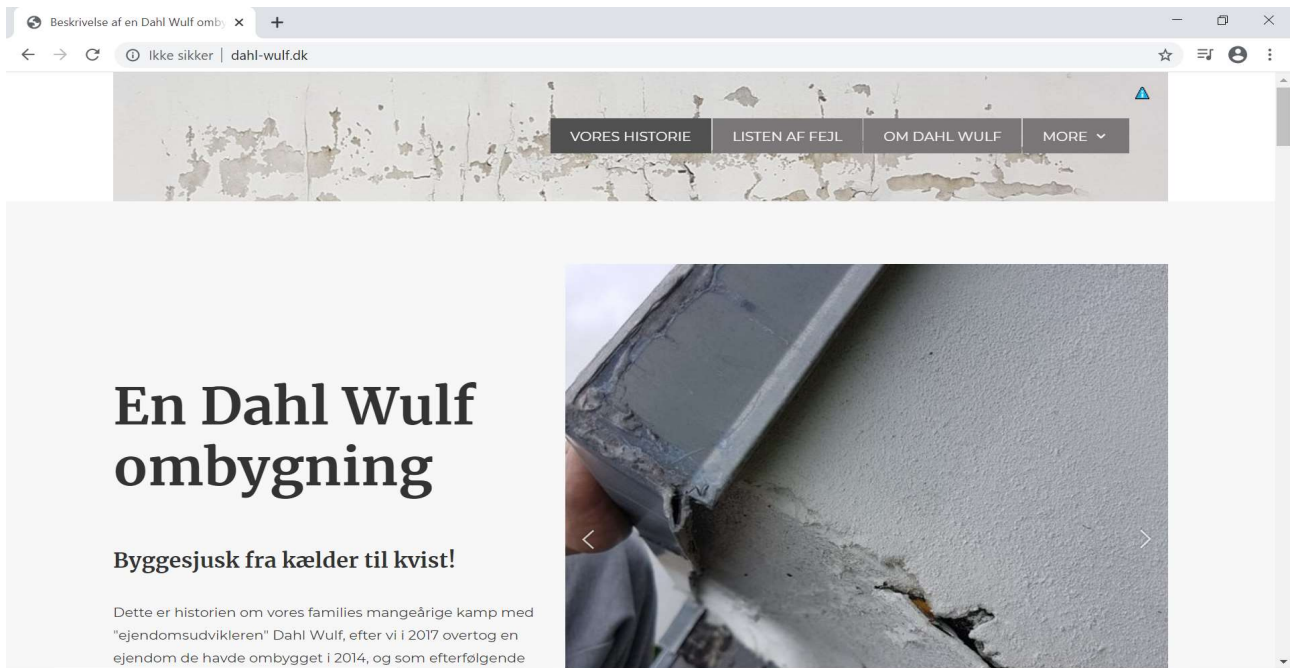 Beskrivelse af en Dahl Wulf omb
Ikke sikker | dahl-wulf.dk
VORES HISTORIE LISTEN AF FEJL OM DAHL WULF MORE
En Dahl Wulf
ombygning
Byggesjusk fra kælder til kvist!
Dette er historien om vores families mangeårige kamp med
"ejendomsudvikleren" Dahl Wulf, efter vi i 2017 overtog en
ejendom de havde ombygget i 2014, og som efterfølgende